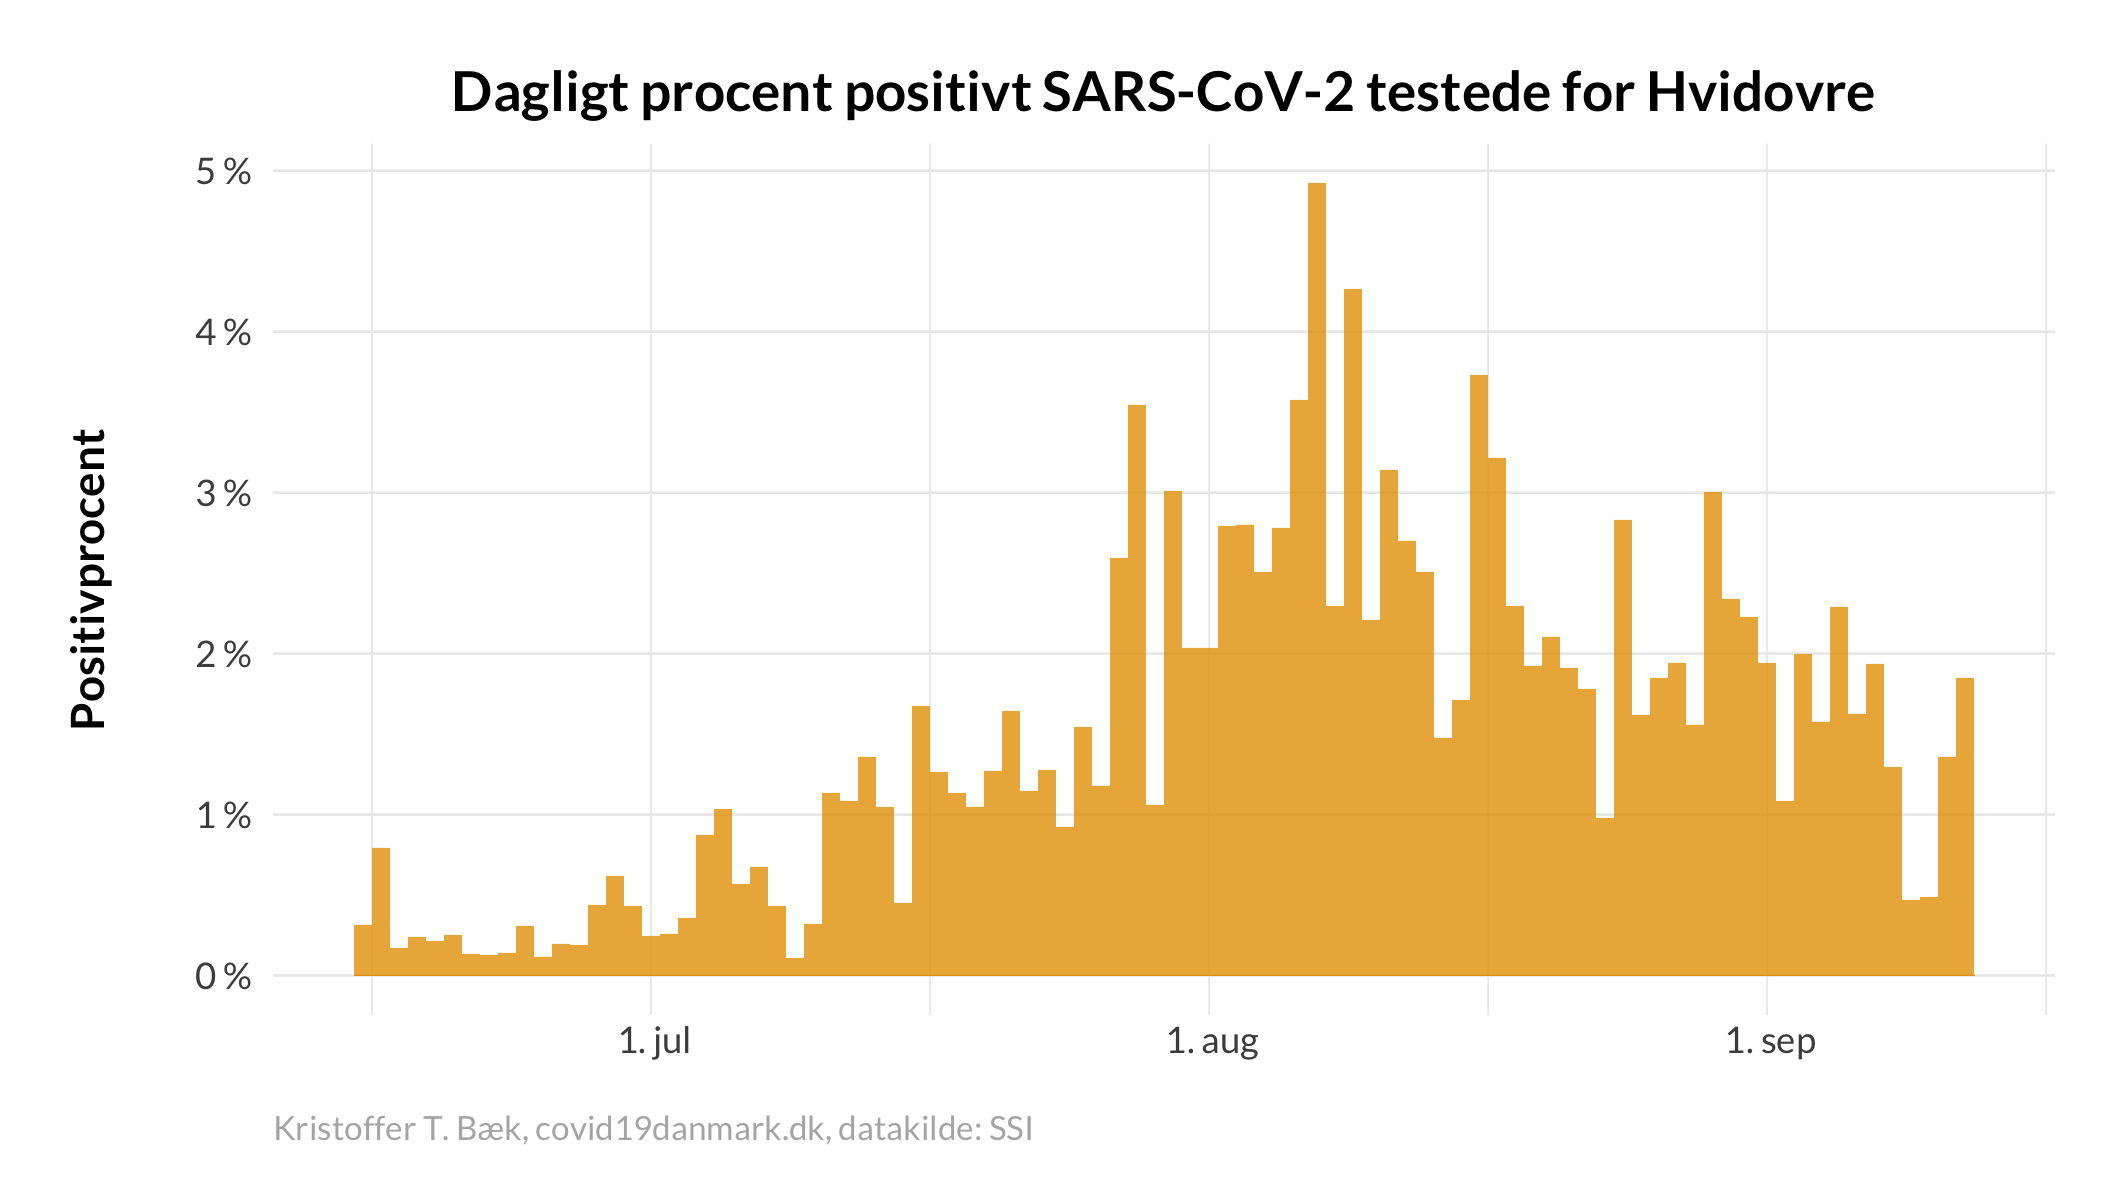 Dagligt procent positivt SARS-CoV-2 testede for Hvidovre
5 %
4 %
3 %
2 %
1 %
0 %
Positivprocent
1. jul
1. aug
1. sep
Kristoffer T. Bæk, covid19danmark.dk, datakilde: SSI